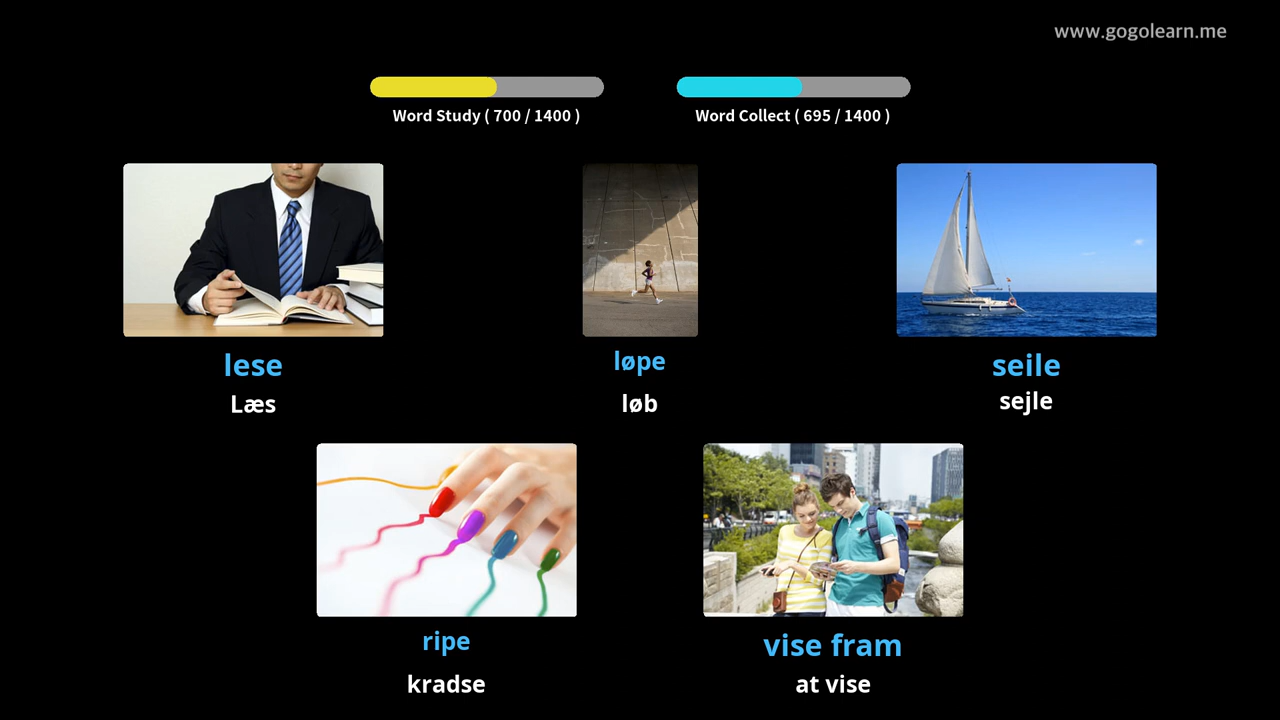 www.gogolearn.me
Word Study ( 700 / 1400 )
Word Collect ( 695 / 1400 )
lese
Læs
løpe
løb
seile
sejle
ripe
kradse
vise fram
at vise